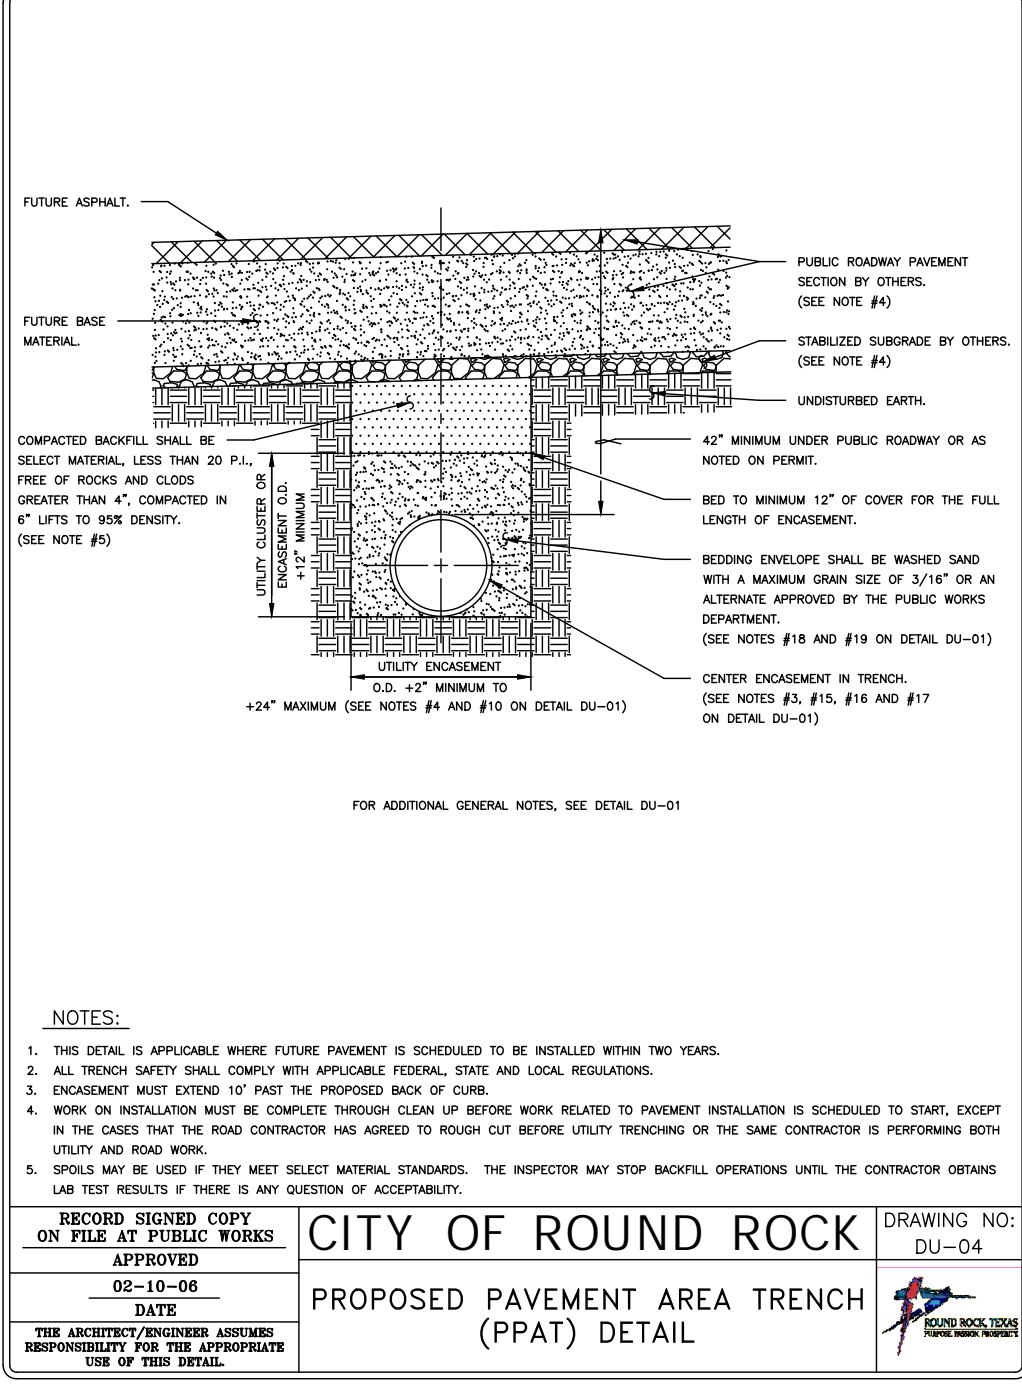 FUTURE ASPHALT.
PUBLIC ROADWAY PAVEMENT
SECTION BY OTHERS.
(SEE NOTE #4)
FUTURE BASE
MATERIAL.
STABILIZED SUBGRADE BY OTHERS.
(SEE NOTE #4)
UNDISTURBED EARTH.
COMPACTED BACKFILL SHALL BE
SELECT MATERIAL, LESS THAN 20 P.I.,
FREE OF ROCKS AND CLODS
GREATER THAN 4", COMPACTED IN
6" LIFTS TO 95% DENSITY.
(SEE NOTE #5)
UTILITY CLUSTER OR
ENCASEMENT O.D.
+12" MINIMUM
42" MINIMUM UNDER PUBLIC ROADWAY OR AS
NOTED ON PERMIT.
BED TO MINIMUM 12" OF COVER FOR THE FULL
LENGTH OF ENCASEMENT.
BEDDING ENVELOPE SHALL BE WASHED SAND
WITH A MAXIMUM GRAIN SIZE OF 3/16" OR AN
ALTERNATE APPROVED BY THE PUBLIC WORKS
DEPARTMENT.
(SEE NOTES #18 AND #19 ON DETAIL DU-01)
CENTER ENCASEMENT IN TRENCH.
(SEE NOTES #3, #15, #16 AND #17
ON DETAIL DU-01)
UTILITY ENCASEMENT
O.D. +2" MINIMUM TO
+24" MAXIMUM (SEE NOTES #4 AND #10 ON DETAIL DU-01)
FOR ADDITIONAL GENERAL NOTES, SEE DETAIL DU-01
NOTES:
1. THIS DETAIL IS APPLICABLE WHERE FUTURE PAVEMENT IS SCHEDULED TO BE INSTALLED WITHIN TWO YEARS.
2. ALL TRENCH SAFETY SHALL COMPLY WITH APPLICABLE FEDERAL, STATE AND LOCAL REGULATIONS.
3. ENCASEMENT MUST EXTEND 10' PAST THE PROPOSED BACK OF CURB.
4. WORK ON INSTALLATION MUST BE COMPLETE THROUGH CLEAN UP BEFORE WORK RELATED TO PAVEMENT INSTALLATION IS SCHEDULED TO START, EXCEPT
IN THE CASES THAT THE ROAD CONTRACTOR HAS AGREED TO ROUGH CUT BEFORE UTILITY TRENCHING OR THE SAME CONTRACTOR IS PERFORMING BOTH
UTILITY AND ROAD WORK.
5. SPOILS MAY BE USED IF THEY MEET SELECT MATERIAL STANDARDS. THE INSPECTOR MAY STOP BACKFILL OPERATIONS UNTIL THE CONTRACTOR OBTAINS
LAB TEST RESULTS IF THERE IS ANY QUESTION OF ACCEPTABILITY.
RECORD SIGNED COPY
ON FILE AT PUBLIC WORKS
APPROVED
02-10-06
DATE
THE ARCHITECT/ENGINEER ASSUMES
RESPONSIBILITY FOR THE APPROPRIATE
USE OF THIS DETAIL.
CITY OF ROUND ROCK
PROPOSED PAVEMENT AREA TRENCH
(PPAT) DETAIL
DRAWING NO:
DU-04
ROUND ROCK, TEXAS
PURPOSE. PASSION. PROSPERITY.